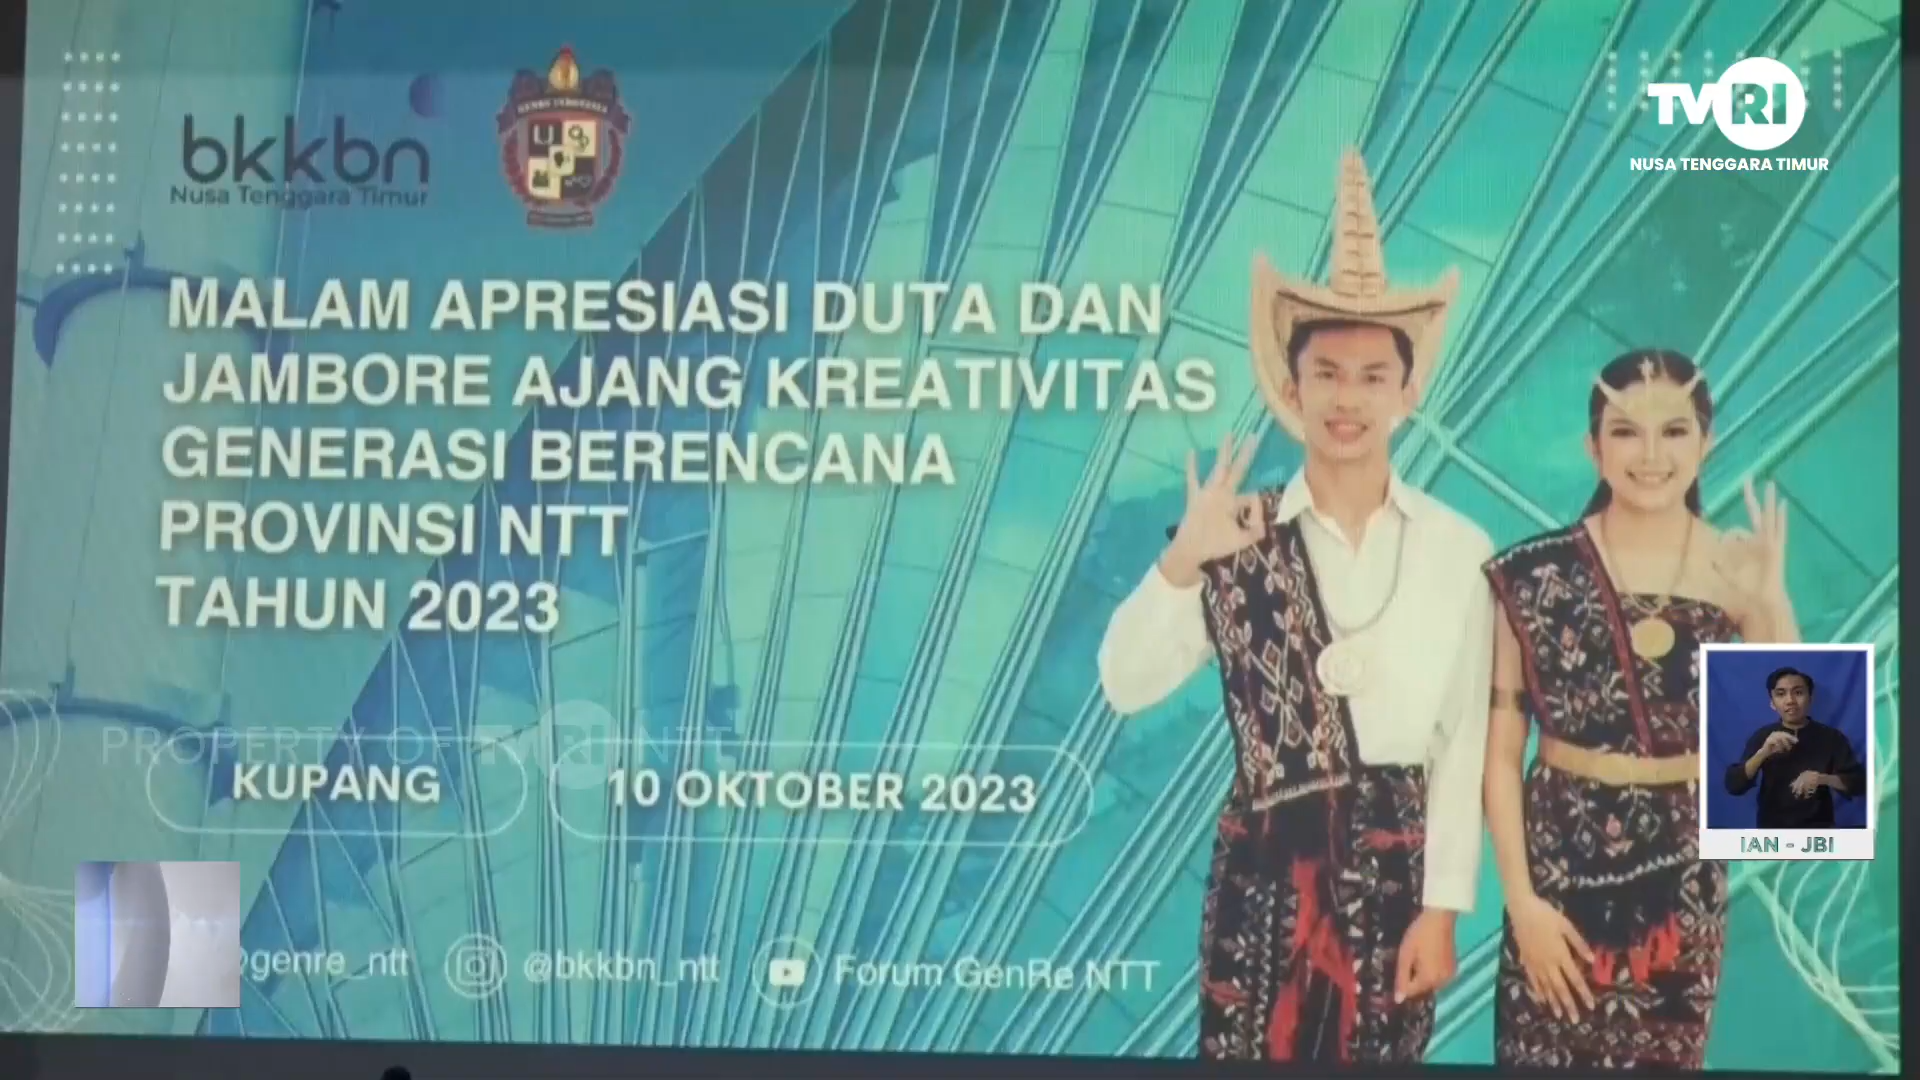 bkkbn
Nusa Tenggara Timur
TVRI
NUSA TENGGARA TIMUR
MALAM APRESIASI DUTA DAN
JAMBORE AJANG KREATIVITAS
GENERASI BERENCANA
PROVINSI NTT
TAHUN 2023
PROPERTY OF TVRI NTT
KUPANG
10 OKTOBER 2023
IAN - JBI
@genre_ntt
@bkkbn_ntt
Forum GenRe NTT